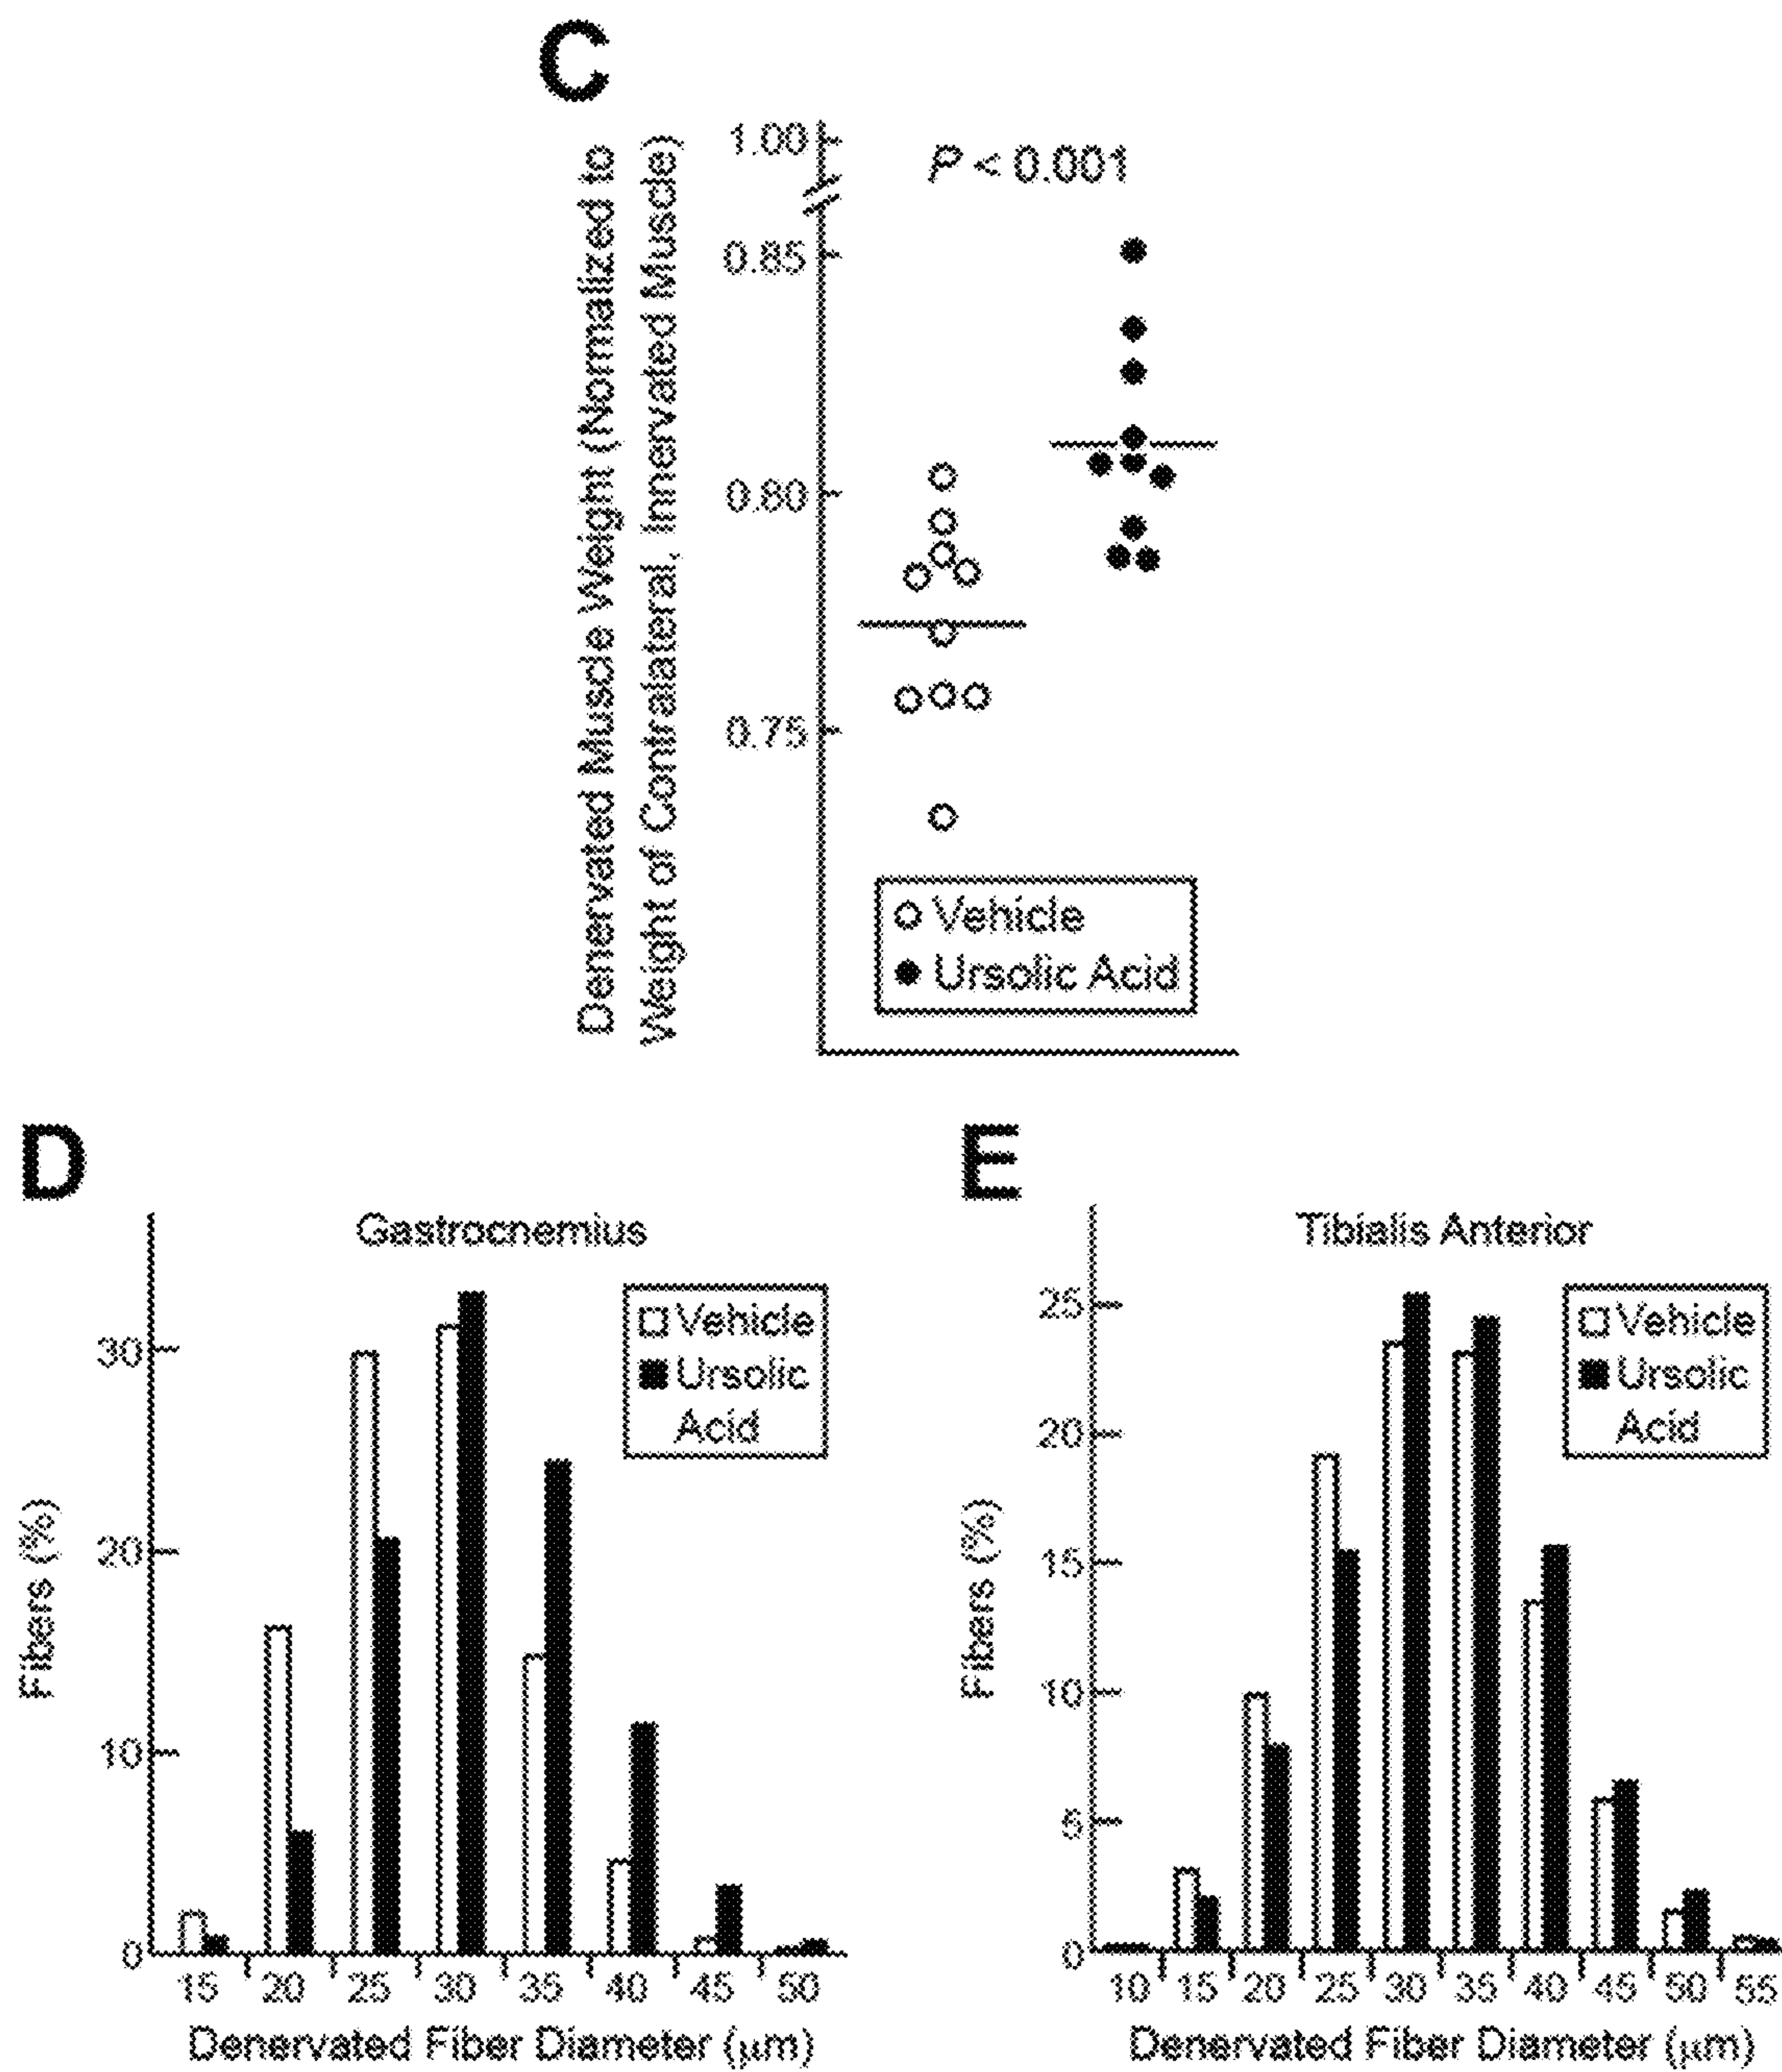 C
Denervated Muscle Weight (Normalized to
Weight of Contralateral, Innervated Muscle)
1.00
0.85
0.80
0.75
P < 0.001
Vehicle
Ursolic Acid
D
Gastrocnemius
Vehicle
Ursolic
Acid
Fibers (%)
30
20
10
0
15 20 25 30 35 40 45 50
Denervated Fiber Diameter (μm)
E
Tibialis Anterior
Vehicle
Ursolic
Acid
Fibers (%)
25
20
15
10
5
0
10 15 20 25 30 35 40 45 50 55
Denervated Fiber Diameter (μm)